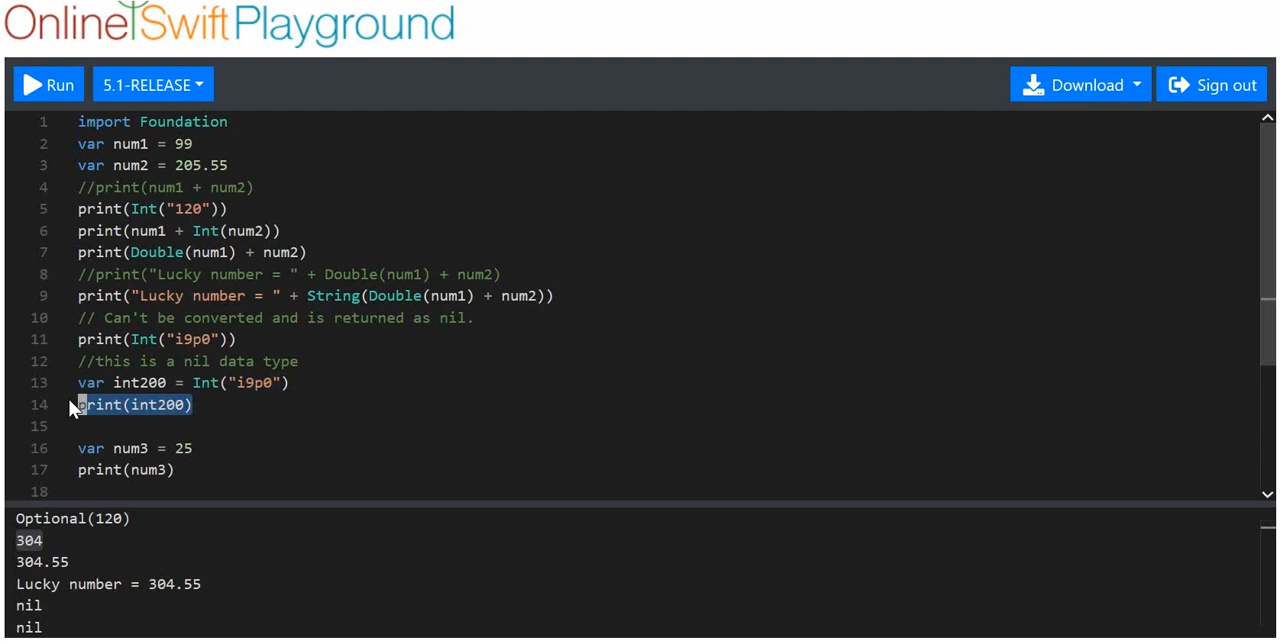 OnlineSwiftPlayground
Run 5.1-RELEASE Download Sign out
1 import Foundation
2 var num1 = 99
3 var num2 = 205.55
4 //print(num1 + num2)
5 print(Int("120"))
6 print(num1 + Int(num2))
7 print(Double(num1) + num2)
8 //print("Lucky number = " + Double(num1) + num2)
9 print("Lucky number = " + String(Double(num1) + num2))
10 // Can't be converted and is returned as nil.
11 print(Int("i9p0"))
12 //this is a nil data type
13 var int200 = Int("i9p0")
14 print(int200)
15
16 var num3 = 25
17 print(num3)
18
Optional(120)
304
304.55
Lucky number = 304.55
nil
nil